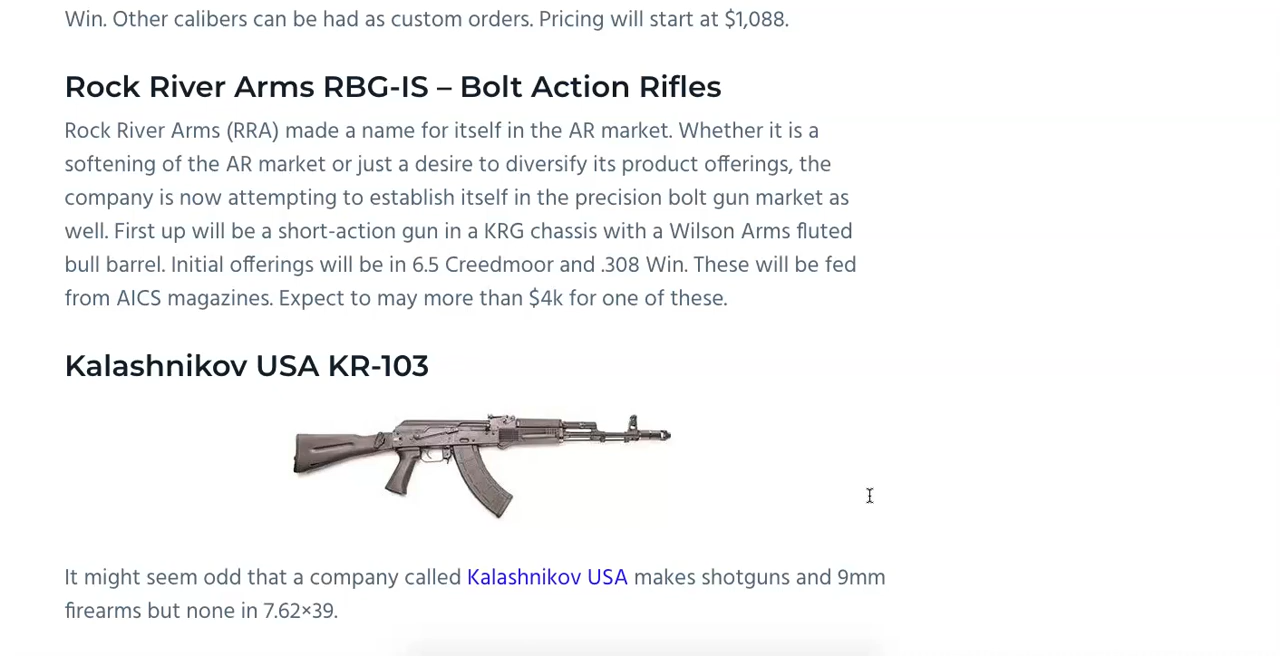 Win. Other calibers can be had as custom orders. Pricing will start at $1,088.
Rock River Arms RBG-IS – Bolt Action Rifles
Rock River Arms (RRA) made a name for itself in the AR market. Whether it is a
softening of the AR market or just a desire to diversify its product offerings, the
company is now attempting to establish itself in the precision bolt gun market as
well. First up will be a short-action gun in a KRG chassis with a Wilson Arms fluted
bull barrel. Initial offerings will be in 6.5 Creedmoor and .308 Win. These will be fed
from AICS magazines. Expect to may more than $4k for one of these.
Kalashnikov USA KR-103
It might seem odd that a company called Kalashnikov USA makes shotguns and 9mm
firearms but none in 7.62×39.